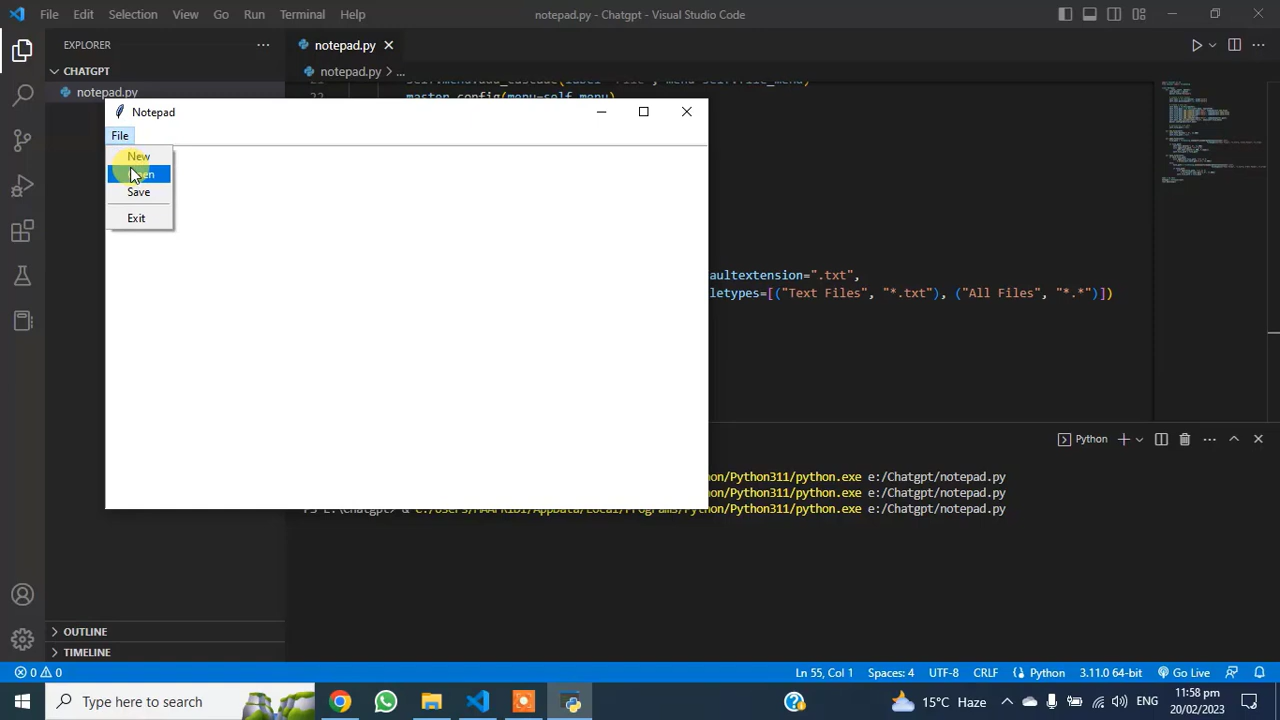 File Edit Selection View Go Run Terminal Help
notepad.py - Chatgpt - Visual Studio Code
EXPLORER
notepad.py
CHATGPT
notepad.py > ...
notepad.py
22 master.config(menu=self.menu)
Notepad
File
New
Open
Save
Exit
aultextension=".txt",
letypes=[("Text Files", "*.txt"), ("All Files", "*.*")])
Python
on/Python311/python.exe e:/Chatgpt/notepad.py
on/Python311/python.exe e:/Chatgpt/notepad.py
on/Python311/python.exe e:/Chatgpt/notepad.py
OUTLINE
TIMELINE
0 0 Ln 55, Col 1 Spaces: 4 UTF-8 CRLF Python 3.11.0 64-bit Go Live
Type here to search
15°C Haze
ENG
11:58 pm
20/02/2023